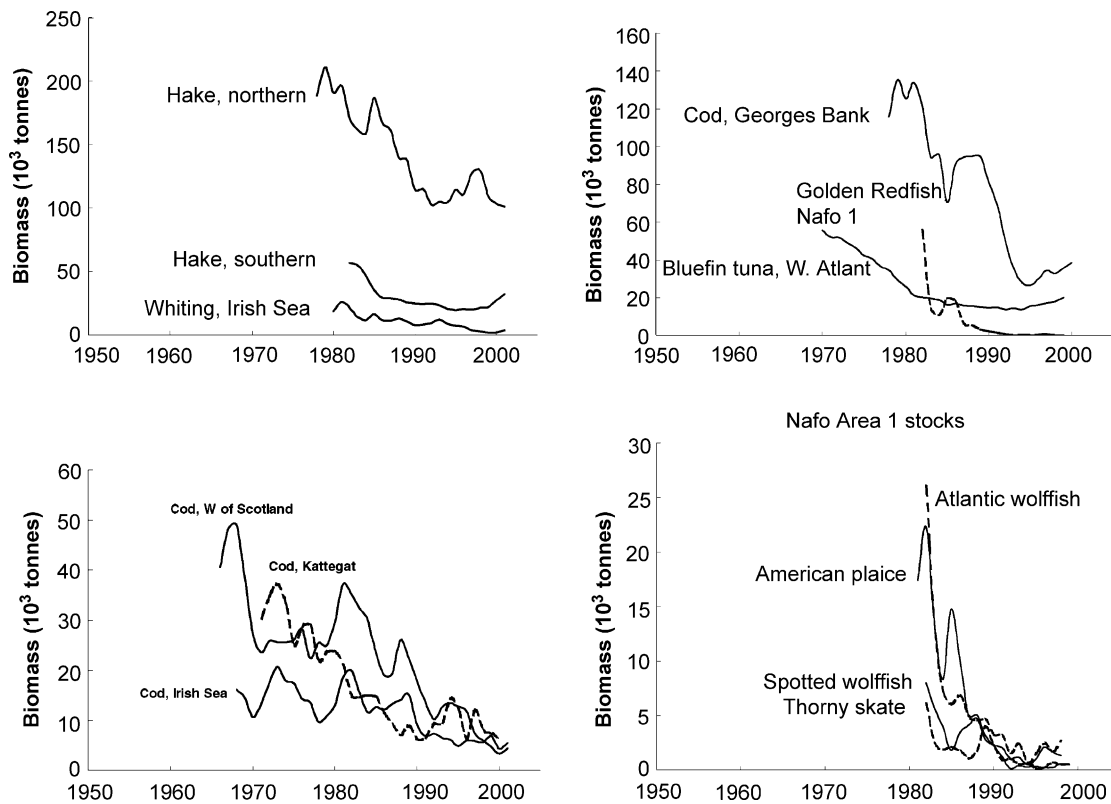 250
200
150
100
50
0
Biomass (10³ tonnes)
Hake, northern
Hake, southern
Whiting, Irish Sea
1950 1960 1970 1980 1990 2000
160
140
120
100
80
60
40
20
0
Biomass (10³ tonnes)
Cod, Georges Bank
Golden Redfish
Nafo 1
Bluefin tuna, W. Atlant
1950 1960 1970 1980 1990 2000
60
50
40
30
20
10
0
Biomass (10³ tonnes)
Cod, W of Scotland
Cod, Kattegat
Cod, Irish Sea
1950 1960 1970 1980 1990 2000
Nafo Area 1 stocks
30
25
20
15
10
5
0
Biomass (10³ tonnes)
Atlantic wolffish
American plaice
Spotted wolffish
Thorny skate
1950 1960 1970 1980 1990 2000